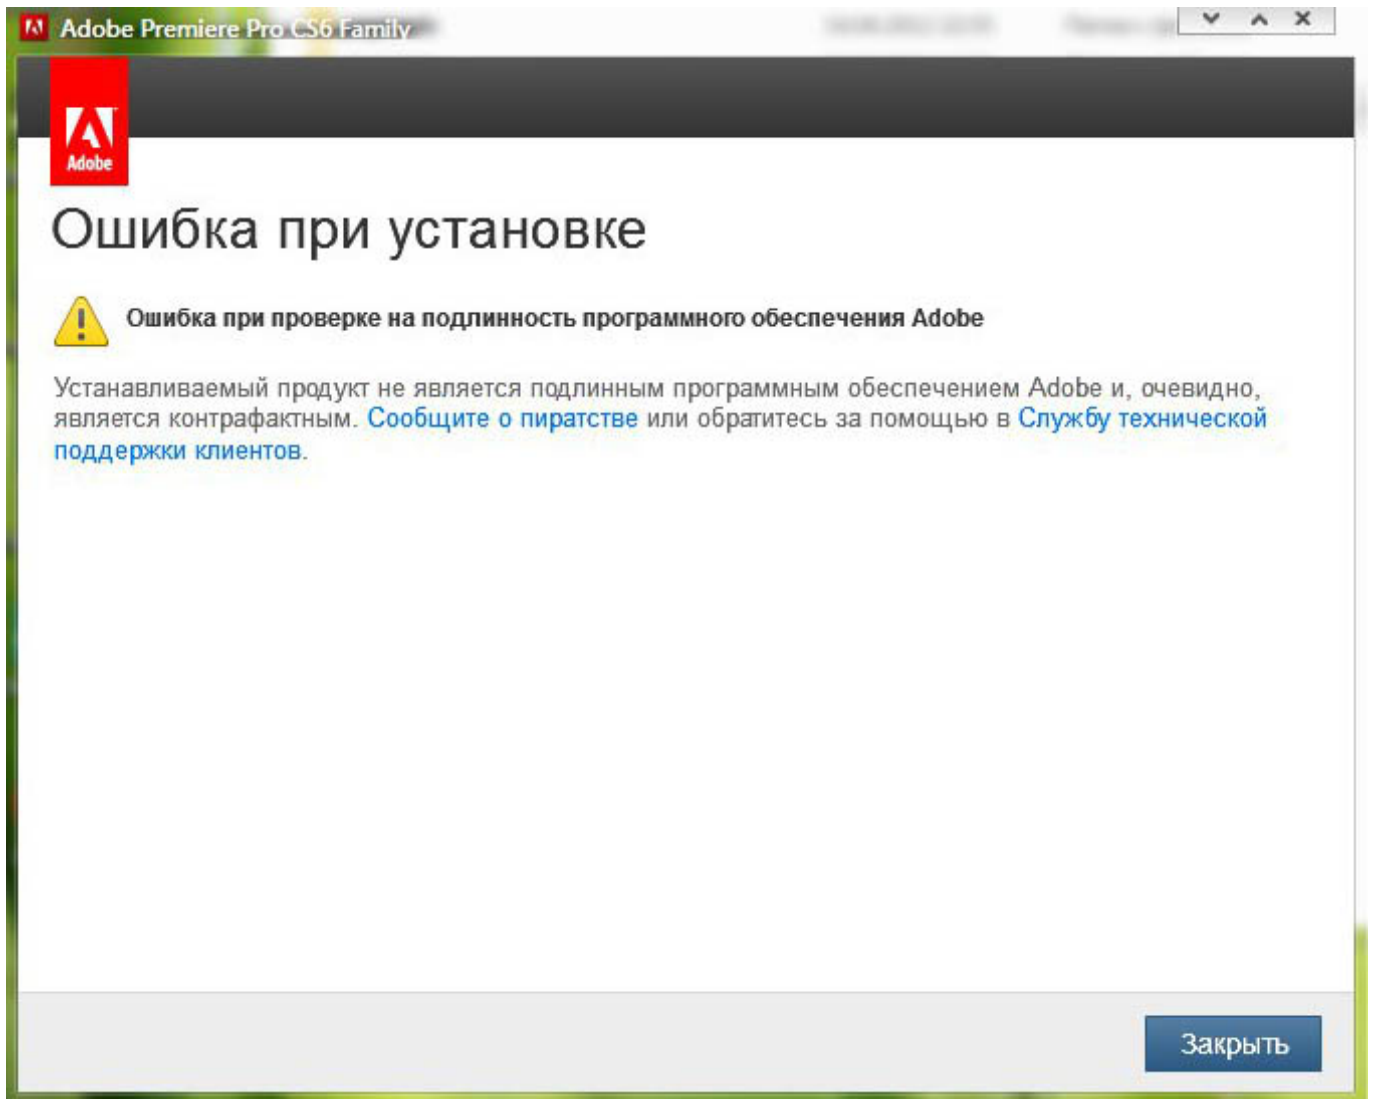 Adobe Premiere Pro CS6 Family
Adobe
Ошибка при установке
Ошибка при проверке на подлинность программного обеспечения Adobe
Устанавливаемый продукт не является подлинным программным обеспечением Adobe и, очевидно,
является контрафактным. Сообщите о пиратстве или обратитесь за помощью в Службу технической
поддержки клиентов.
Закрыть